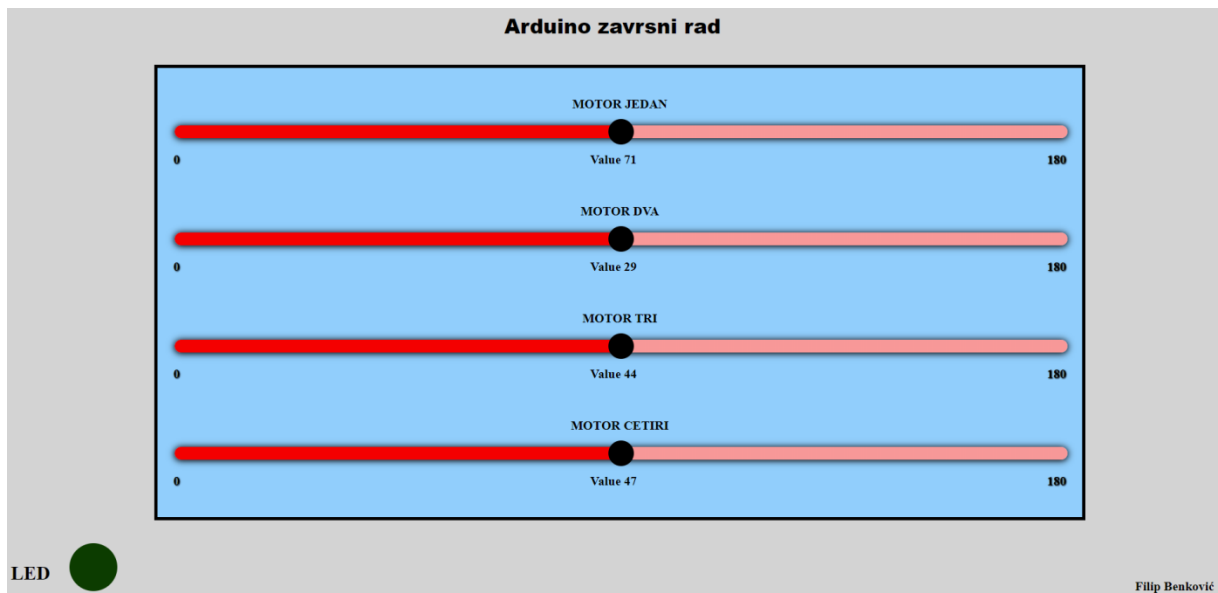 Arduino zavrsni rad
MOTOR JEDAN
0 Value 71 180
MOTOR DVA
0 Value 29 180
MOTOR TRI
0 Value 44 180
MOTOR CETIRI
0 Value 47 180
LED
Filip Benković